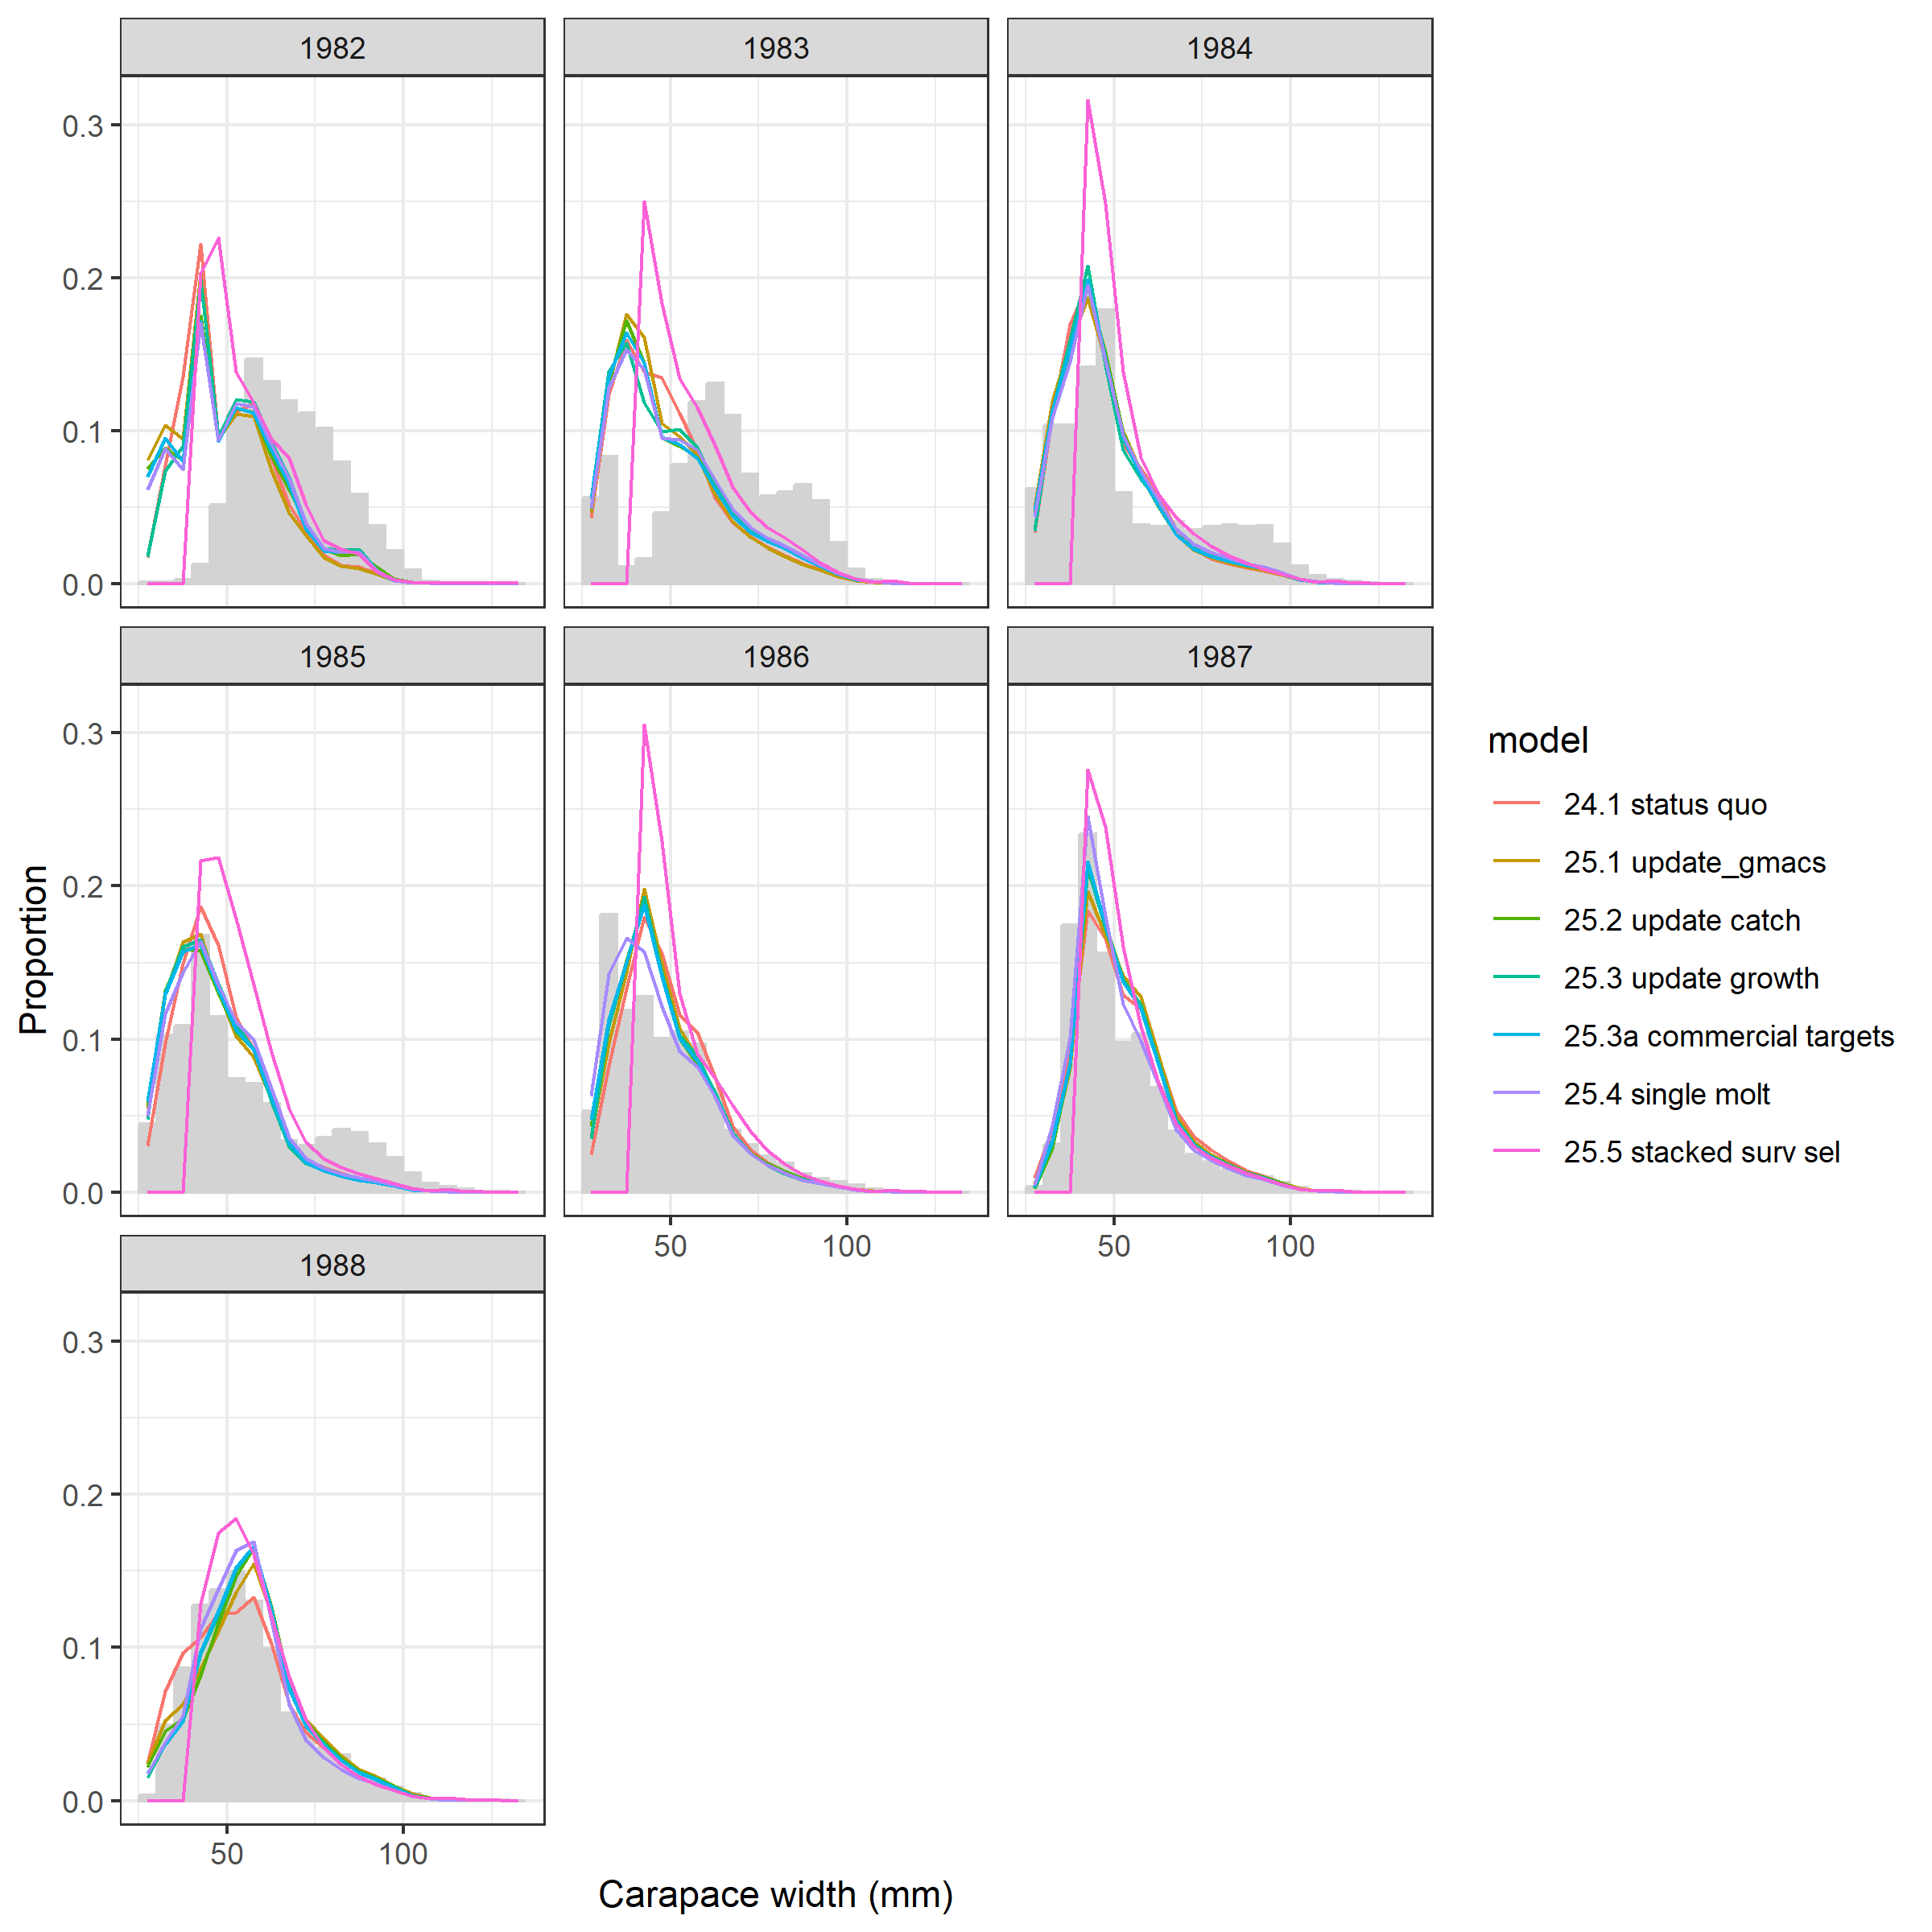 1982 1983 1984
0.3
0.2
0.1
0.0
1985 1986 1987
0.3
0.2
0.1
0.0
50 100 50 100
1988
0.3
0.2
0.1
0.0
50 100
Proportion
Carapace width (mm)
model
24.1 status quo
25.1 update_gmacs
25.2 update catch
25.3 update growth
25.3a commercial targets
25.4 single molt
25.5 stacked surv sel